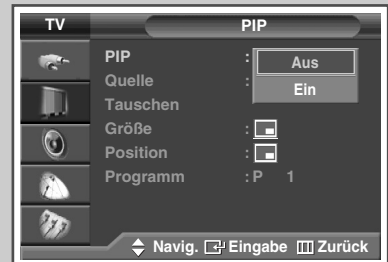 TV PIP
PIP : Aus
Quelle : Ein
Tauschen
Größe :
Position :
Programm : P 1
Navig. Eingabe Zurück